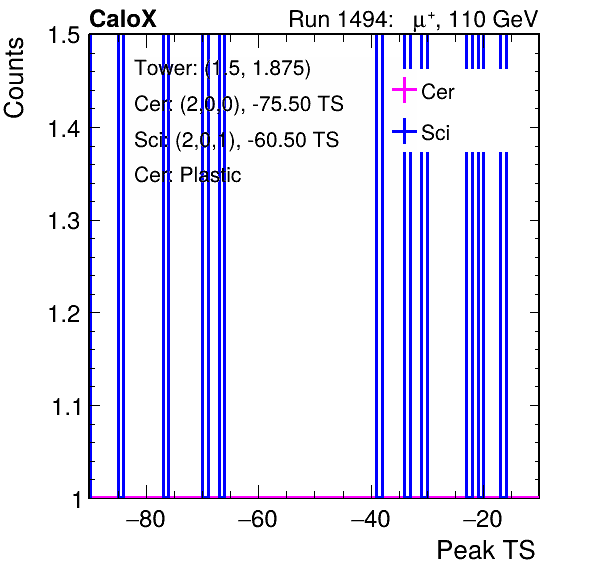 CaloX Run 1494: μ⁺, 110 GeV
Counts
1.5
1.4
1.3
1.2
1.1
1
Tower: (1.5, 1.875)
Cer: (2,0,0), -75.50 TS
Sci: (2,0,1), -60.50 TS
Cer: Plastic
Cer
Sci
−80 −60 −40 −20
Peak TS